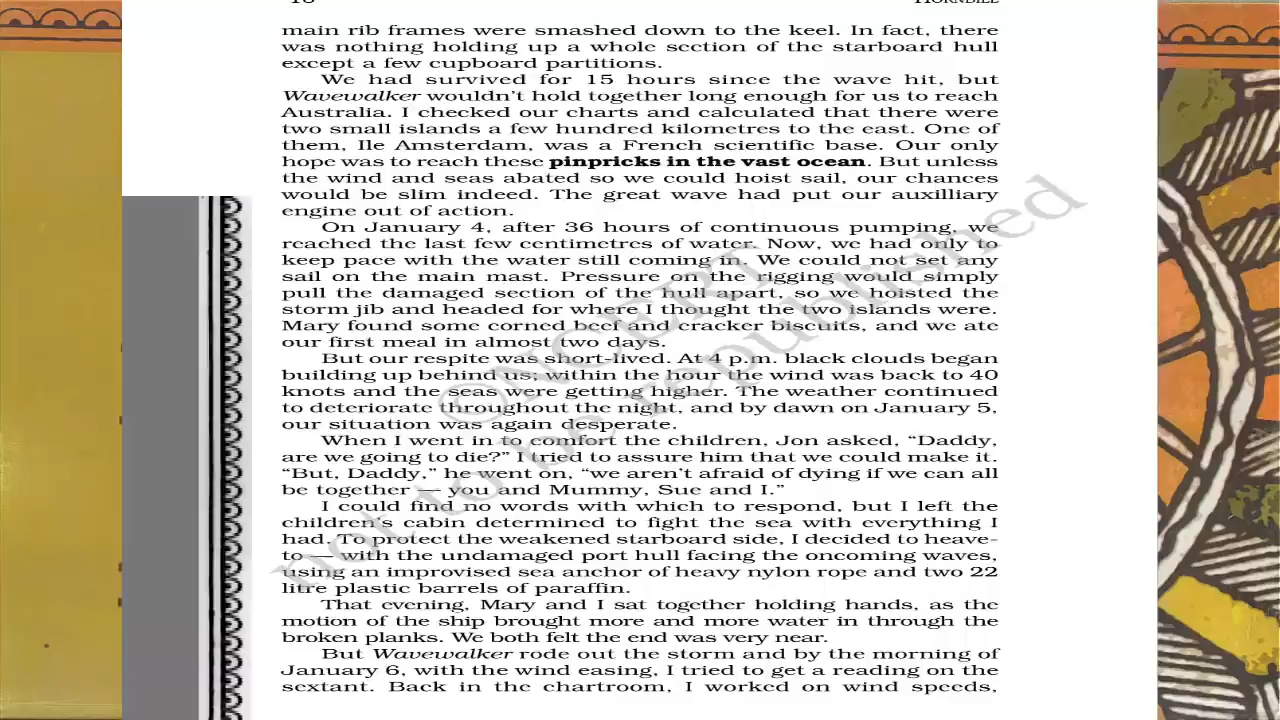 HORNBILL
main rib frames were smashed down to the keel. In fact, there
was nothing holding up a whole section of the starboard hull
except a few cupboard partitions.
We had survived for 15 hours since the wave hit, but
Wavewalker wouldn't hold together long enough for us to reach
Australia. I checked our charts and calculated that there were
two small islands a few hundred kilometres to the east. One of
them, Ile Amsterdam, was a French scientific base. Our only
hope was to reach these pinpricks in the vast ocean. But unless
the wind and seas abated so we could hoist sail, our chances
would be slim indeed. The great wave had put our auxilliary
engine out of action.
On January 4, after 36 hours of continuous pumping, we
reached the last few centimetres of water. Now, we had only to
keep pace with the water still coming in. We could not set any
sail on the main mast. Pressure on the rigging would simply
pull the damaged section of the hull apart, so we hoisted the
storm jib and headed for where I thought the two islands were.
Mary found some corned beef and cracker biscuits, and we ate
our first meal in almost two days.
But our respite was short-lived. At 4 p.m. black clouds began
building up behind us; within the hour the wind was back to 40
knots and the seas were getting higher. The weather continued
to deteriorate throughout the night, and by dawn on January 5,
our situation was again desperate.
When I went in to comfort the children, Jon asked, “Daddy,
are we going to die?” I tried to assure him that we could make it.
“But, Daddy,” he went on, “we aren't afraid of dying if we can all
be together — you and Mummy, Sue and I.”
I could find no words with which to respond, but I left the
children's cabin determined to fight the sea with everything I
had. To protect the weakened starboard side, I decided to heave-
to — with the undamaged port hull facing the oncoming waves,
using an improvised sea anchor of heavy nylon rope and two 22
litre plastic barrels of paraffin.
That evening, Mary and I sat together holding hands, as the
motion of the ship brought more and more water in through the
broken planks. We both felt the end was very near.
But Wavewalker rode out the storm and by the morning of
January 6, with the wind easing, I tried to get a reading on the
sextant. Back in the chartroom, I worked on wind speeds,
©NCERT
not to be republished